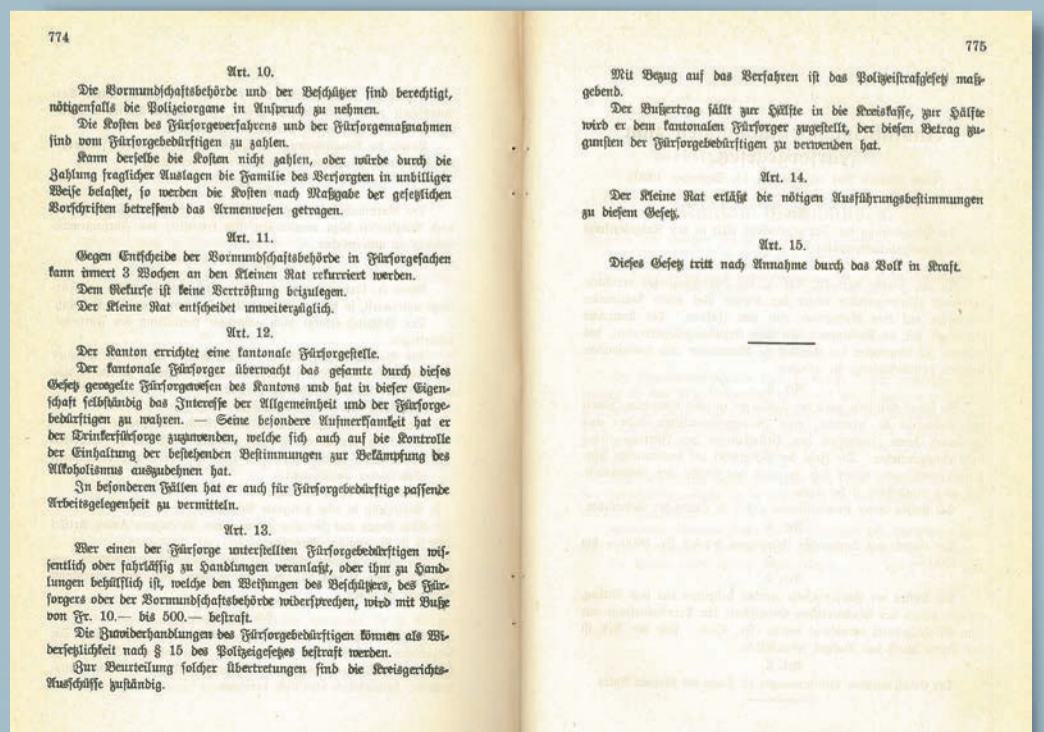 774
Art. 10.
Die Vormundschaftsbehörde und der Beschützer sind berechtigt,
nötigenfalls die Polizeiorgane in Anspruch zu nehmen.
Die Kosten des Fürsorgeverfahrens und der Fürsorgemaßnahmen
sind vom Fürsorgebedürftigen zu zahlen.
Kann derselbe die Kosten nicht zahlen, oder würde durch die
Zahlung fraglicher Auslagen die Familie des Versorgten in unbilliger
Weise belastet, so werden die Kosten nach Maßgabe der gesetzlichen
Vorschriften betreffend das Armenwesen getragen.
Art. 11.
Gegen Entscheide der Vormundschaftsbehörde in Fürsorgesachen
kann innert 3 Wochen an den Kleinen Rat rekurriert werden.
Dem Rekurse ist keine Vertröstung beizulegen.
Der Kleine Rat entscheidet unweiterzüglich.
Art. 12.
Der Kanton errichtet eine kantonale Fürsorgestelle.
Der kantonale Fürsorger überwacht das gesamte durch dieses
Gesetz geregelte Fürsorgewesen des Kantons und hat in dieser Eigen-
schaft selbständig das Interesse der Allgemeinheit und der Fürsorge-
bedürftigen zu wahren. — Seine besondere Aufmerksamkeit hat er
der Trinkerfürsorge zuzuwenden, welche sich auch auf die Kontrolle
der Einhaltung der bestehenden Bestimmungen zur Bekämpfung des
Alkoholismus auszudehnen hat.
In besonderen Fällen hat er auch für Fürsorgebedürftige passende
Arbeitsgelegenheit zu vermitteln.
Art. 13.
Wer einen der Fürsorge unterstellten Fürsorgebedürftigen wis-
sentlich oder fahrlässig zu Handlungen veranlaßt, oder ihm zu Hand-
lungen behülflich ist, welche den Weisungen des Beschützers, des Für-
sorgers oder der Vormundschaftsbehörde widersprechen, wird mit Buße
von Fr. 10.— bis 500.— bestraft.
Die Zuwiderhandlungen des Fürsorgebedürftigen können als Wi-
dersetzlichkeit nach § 15 des Polizeigesetzes bestraft werden.
Zur Beurteilung solcher Übertretungen sind die Kreisgerichts-
Ausschüsse zuständig.
775
Mit Bezug auf das Verfahren ist das Polizeistrafgesetz maß-
gebend.
Der Bußertrag fällt zur Hälfte in die Kreiskasse, zur Hälfte
wird er dem kantonalen Fürsorger zugestellt, der diesen Betrag zu-
gunsten der Fürsorgebedürftigen zu verwenden hat.
Art. 14.
Der Kleine Rat erläßt die nötigen Ausführungsbestimmungen
zu diesem Gesetz.
Art. 15.
Dieses Gesetz tritt nach Annahme durch das Volk in Kraft.